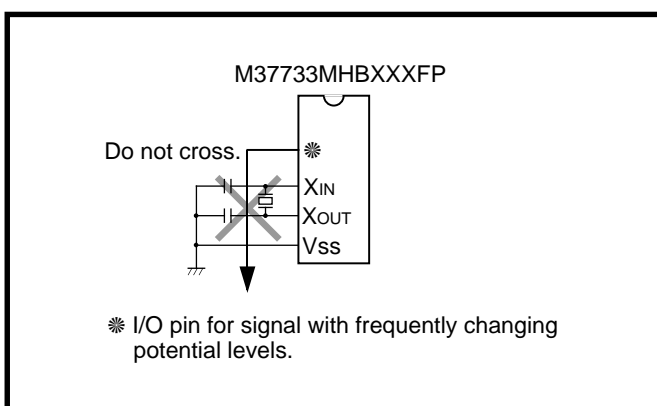 M37733MHBXXXFP
Do not cross.
❋
XIN
XOUT
Vss
❋ I/O pin for signal with frequently changing
potential levels.